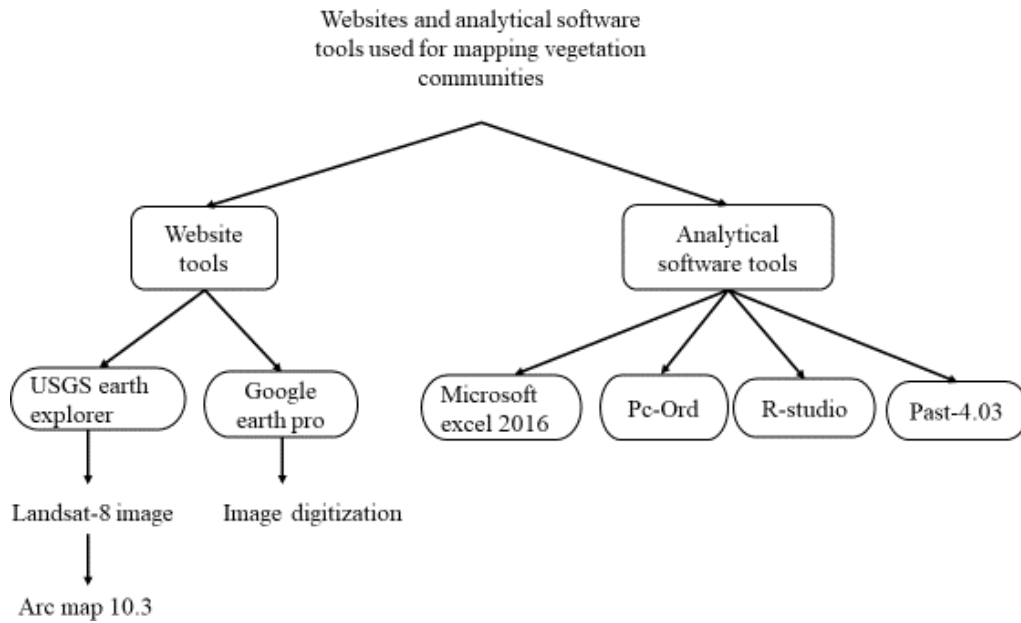 Websites and analytical software
tools used for mapping vegetation
communities
Website
tools
Analytical
software tools
USGS earth
explorer
Google
earth pro
Microsoft
excel 2016
Pc-Ord
R-studio
Past-4.03
Landsat-8 image
Image digitization
Arc map 10.3